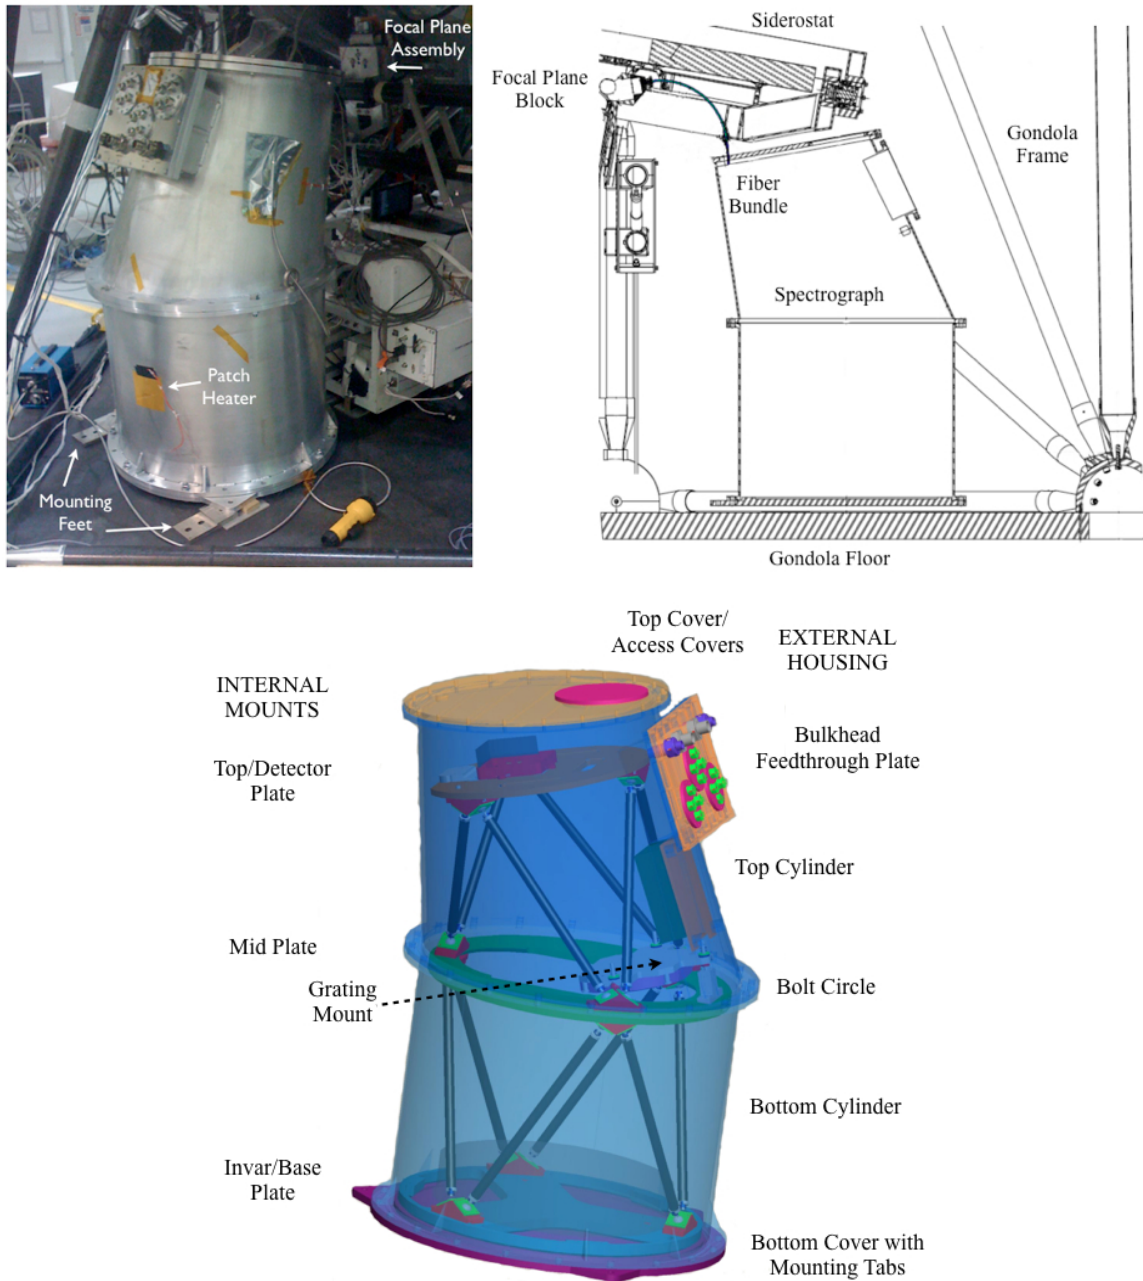 Focal Plane
Assembly
Patch
Heater
Mounting
Feet
Siderostat
Focal Plane
Block
Gondola
Frame
Fiber
Bundle
Spectrograph
Gondola Floor
Top Cover/
Access Covers
EXTERNAL
HOUSING
INTERNAL
MOUNTS
Bulkhead
Feedthrough Plate
Top/Detector
Plate
Top Cylinder
Mid Plate
Grating
Mount
Bolt Circle
Bottom Cylinder
Invar/Base
Plate
Bottom Cover with
Mounting Tabs